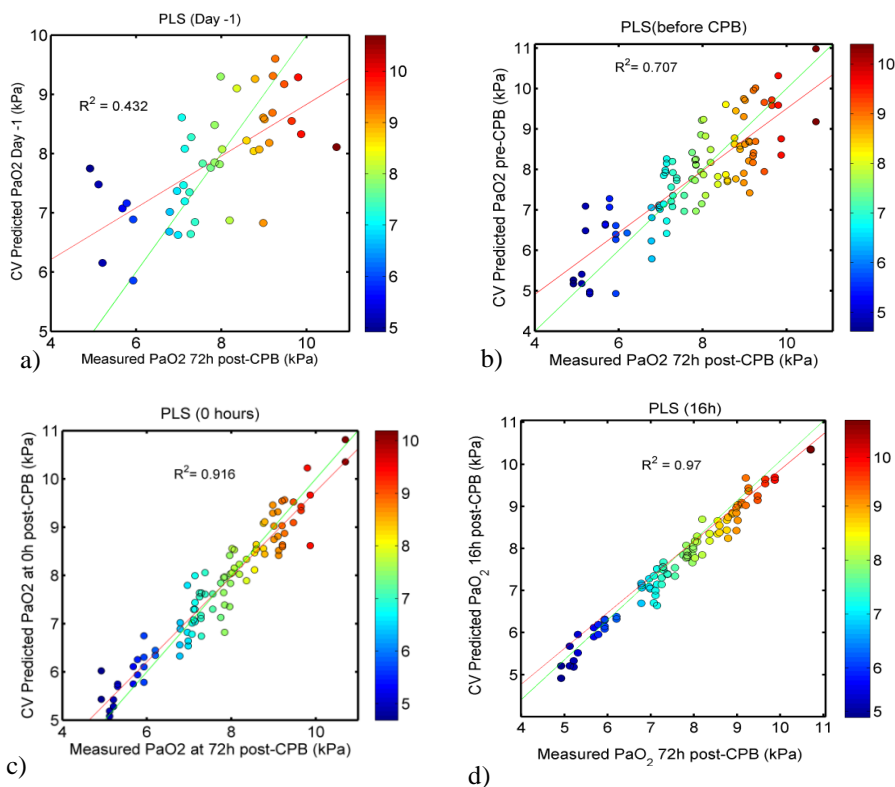 PLS (Day -1)
10
9
8
7
6
5
CV Predicted PaO2 Day -1 (kPa)
R² = 0.432
4 6 8 10
Measured PaO2 72h post-CPB (kPa)
10
9
8
7
6
5
a)
PLS(before CPB)
11
10
9
8
7
6
5
4
CV Predicted PaO2 pre-CPB (kPa)
R²= 0.707
4 6 8 10
Measured PaO2 72h post-CPB (kPa)
10
9
8
7
6
5
b)
PLS (0 hours)
11
10
9
8
7
6
5
CV Predicted PaO2 at 0h post-CPB (kPa)
R²= 0.916
4 6 8 10
Measured PaO2 at 72h post-CPB (kPa)
10
9
8
7
6
5
c)
PLS (16h)
11
10
9
8
7
6
5
CV Predicted PaO₂ 16h post-CPB (kPa)
R² = 0.97
4 5 6 7 8 9 10 11
Measured PaO₂ 72h post-CPB (kPa)
10
9
8
7
6
5
d)